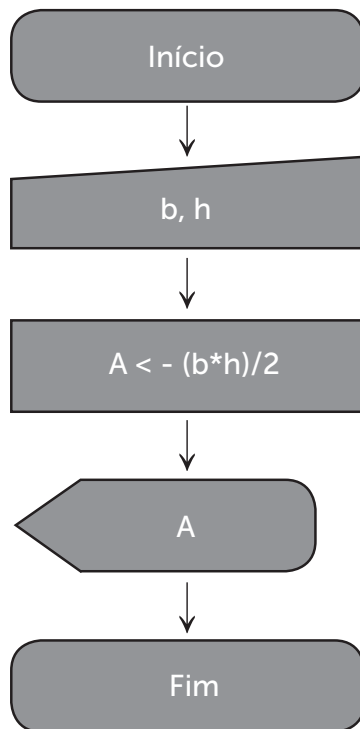 Início
b, h
A < - (b*h)/2
A
Fim